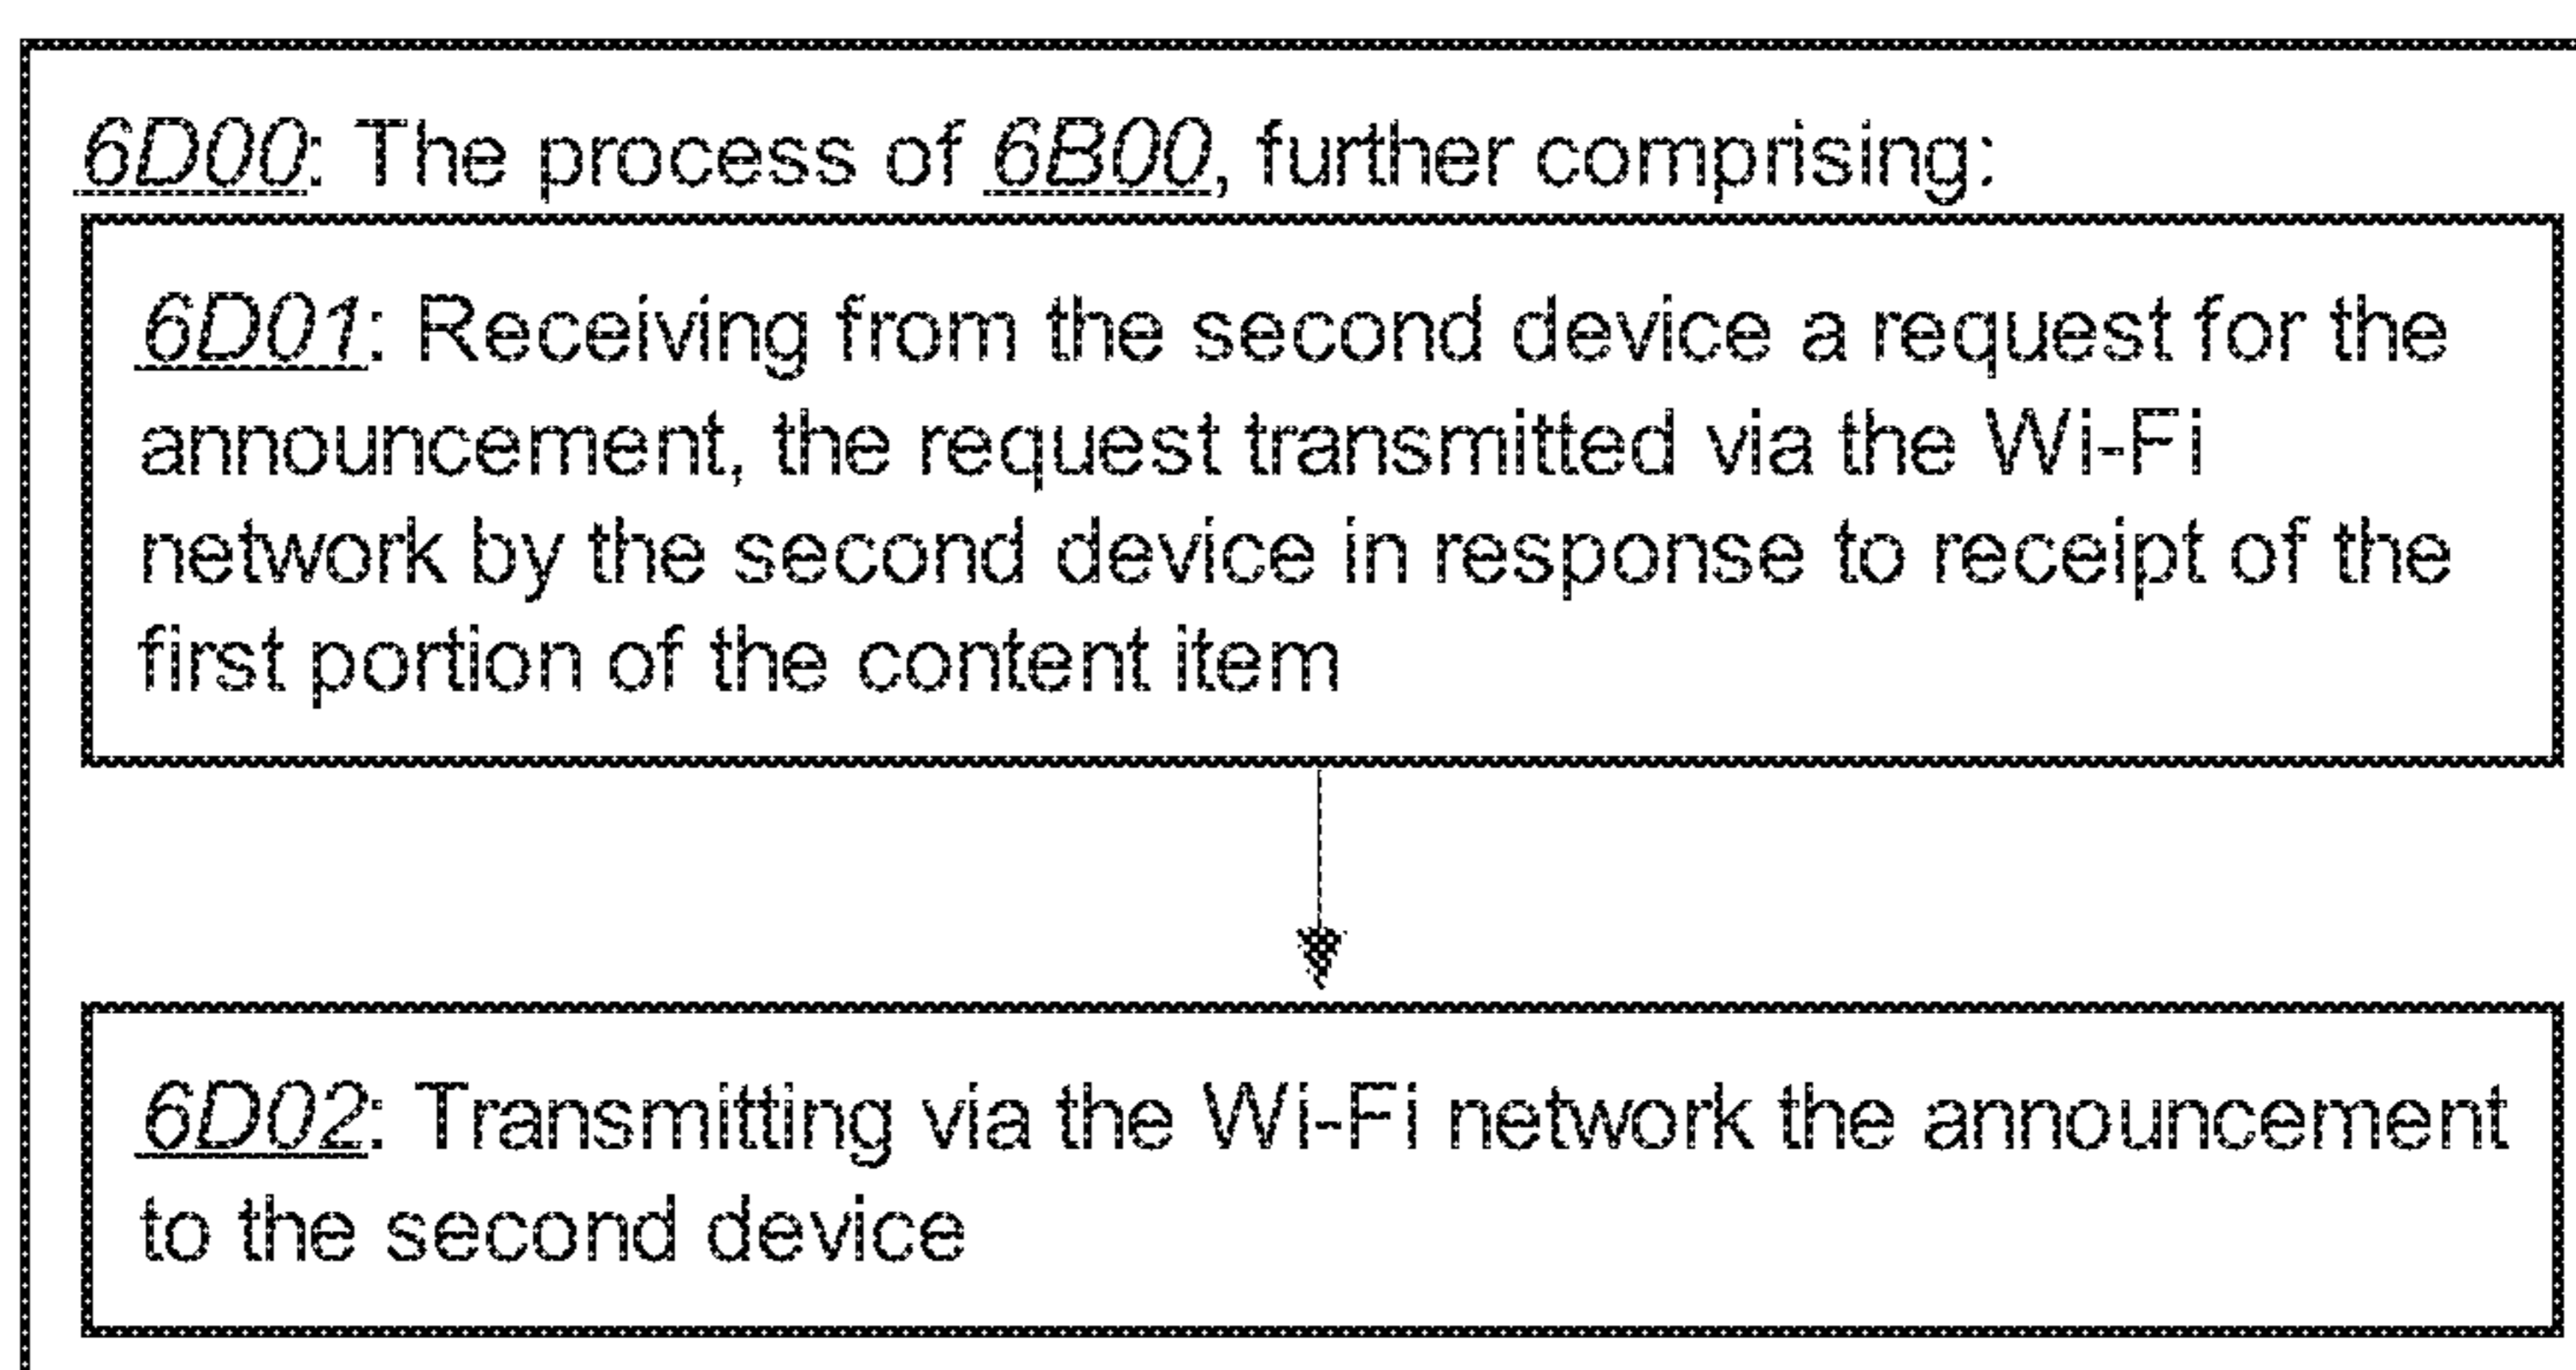 6D00: The process of 6B00, further comprising:
6D01: Receiving from the second device a request for the
announcement, the request transmitted via the Wi-Fi
network by the second device in response to receipt of the
first portion of the content item
6D02: Transmitting via the Wi-Fi network the announcement
to the second device